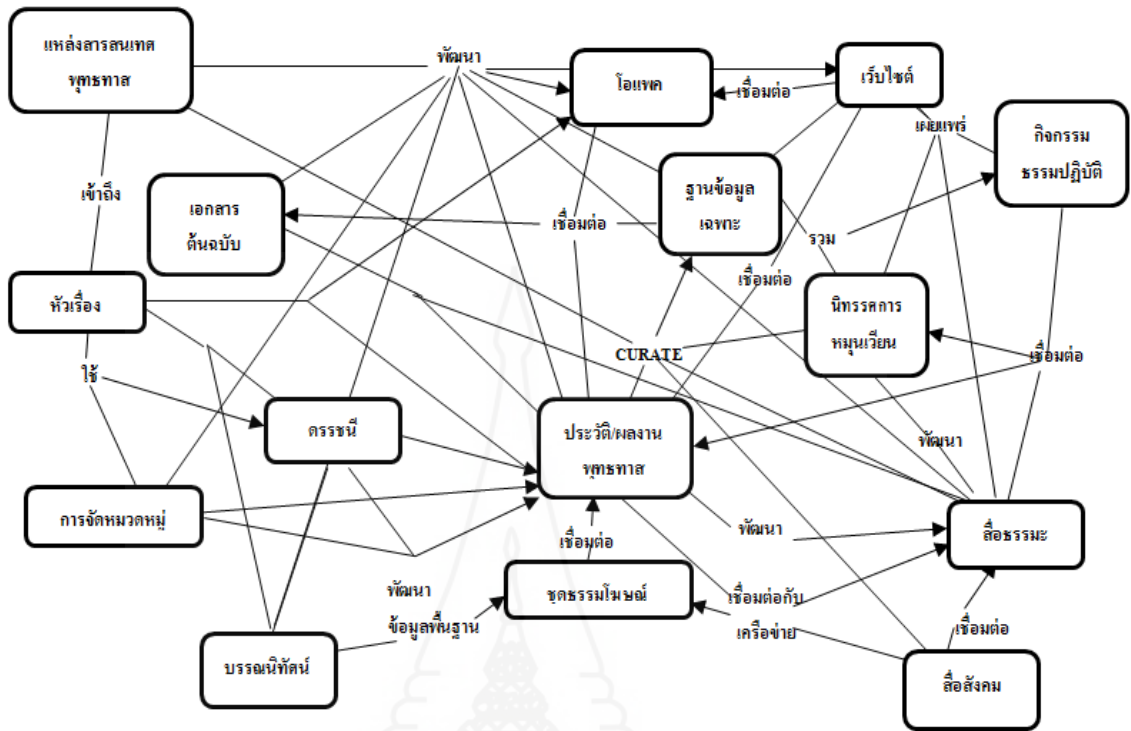 แหล่งสารสนเทศ
พุทธทาส
พัฒนา
โอแพค
เชื่อมต่อ
เว็บไซต์
เผยแพร่
กิจกรรม
ธรรมปฏิบัติ
เข้าถึง
เอกสาร
ต้นฉบับ
เชื่อมต่อ
ฐานข้อมูล
เฉพาะ
รวม
เชื่อมต่อ
หัวเรื่อง
นิทรรศการ
หมุนเวียน
CURATE
เชื่อมต่อ
ใช้
ดรรชนี
ประวัติ/ผลงาน
พุทธทาส
พัฒนา
การจัดหมวดหมู่
เชื่อมต่อ
พัฒนา
สื่อธรรมะ
พัฒนา
ข้อมูลพื้นฐาน
ชุดธรรมโฆษณ์
เชื่อมต่อกับ
เครือข่าย
เชื่อมต่อ
บรรณนิทัศน์
สื่อสังคม